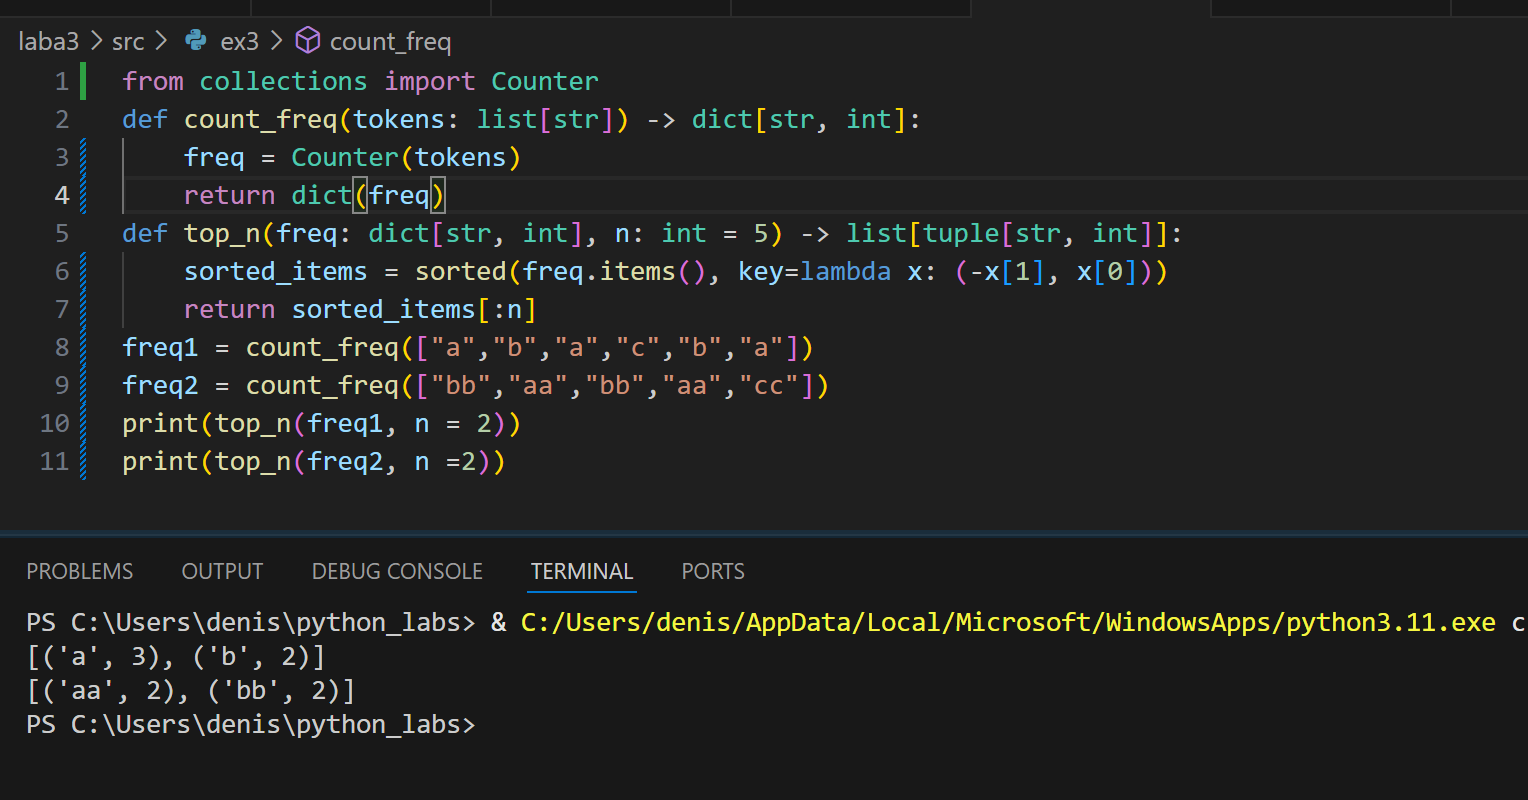 laba3 > src > ex3 > count_freq
1 from collections import Counter
2 def count_freq(tokens: list[str]) -> dict[str, int]:
3     freq = Counter(tokens)
4     return dict(freq)
5 def top_n(freq: dict[str, int], n: int = 5) -> list[tuple[str, int]]:
6     sorted_items = sorted(freq.items(), key=lambda x: (-x[1], x[0]))
7     return sorted_items[:n]
8 freq1 = count_freq(["a","b","a","c","b","a"])
9 freq2 = count_freq(["bb","aa","bb","aa","cc"])
10 print(top_n(freq1, n = 2))
11 print(top_n(freq2, n =2))
PROBLEMS OUTPUT DEBUG CONSOLE TERMINAL PORTS
PS C:\Users\denis\python_labs> & C:/Users/denis/AppData/Local/Microsoft/WindowsApps/python3.11.exe c
[('a', 3), ('b', 2)]
[('aa', 2), ('bb', 2)]
PS C:\Users\denis\python_labs>